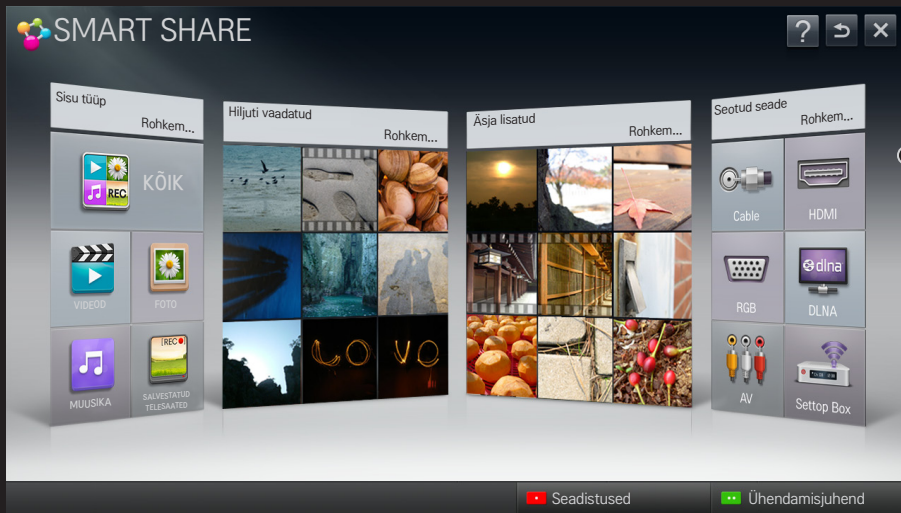 SMART SHARE
?
Sisu tüüp
Rohkem...
REC
KÕIK
VIDEOD
FOTO
MUUSIKA
[REC]
SALVESTATUD
TELESAATED
Hiljuti vaadatud
Rohkem...
LOVO
Äsja lisatud
Rohkem...
Seotud seade
Rohkem...
Cable
HDMI
RGB
dlna
DLNA
AV
Settop Box
Seadistused
Ühendamisjuhend